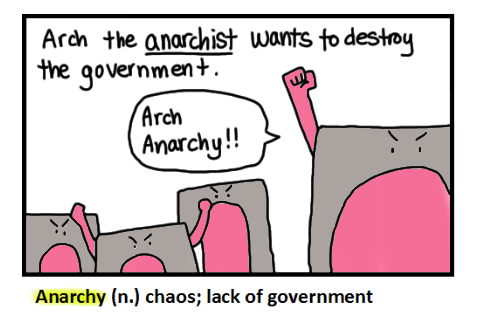 Arch the anarchist wants to destroy
the government.
Arch
Anarchy!!
Anarchy (n.) chaos; lack of government